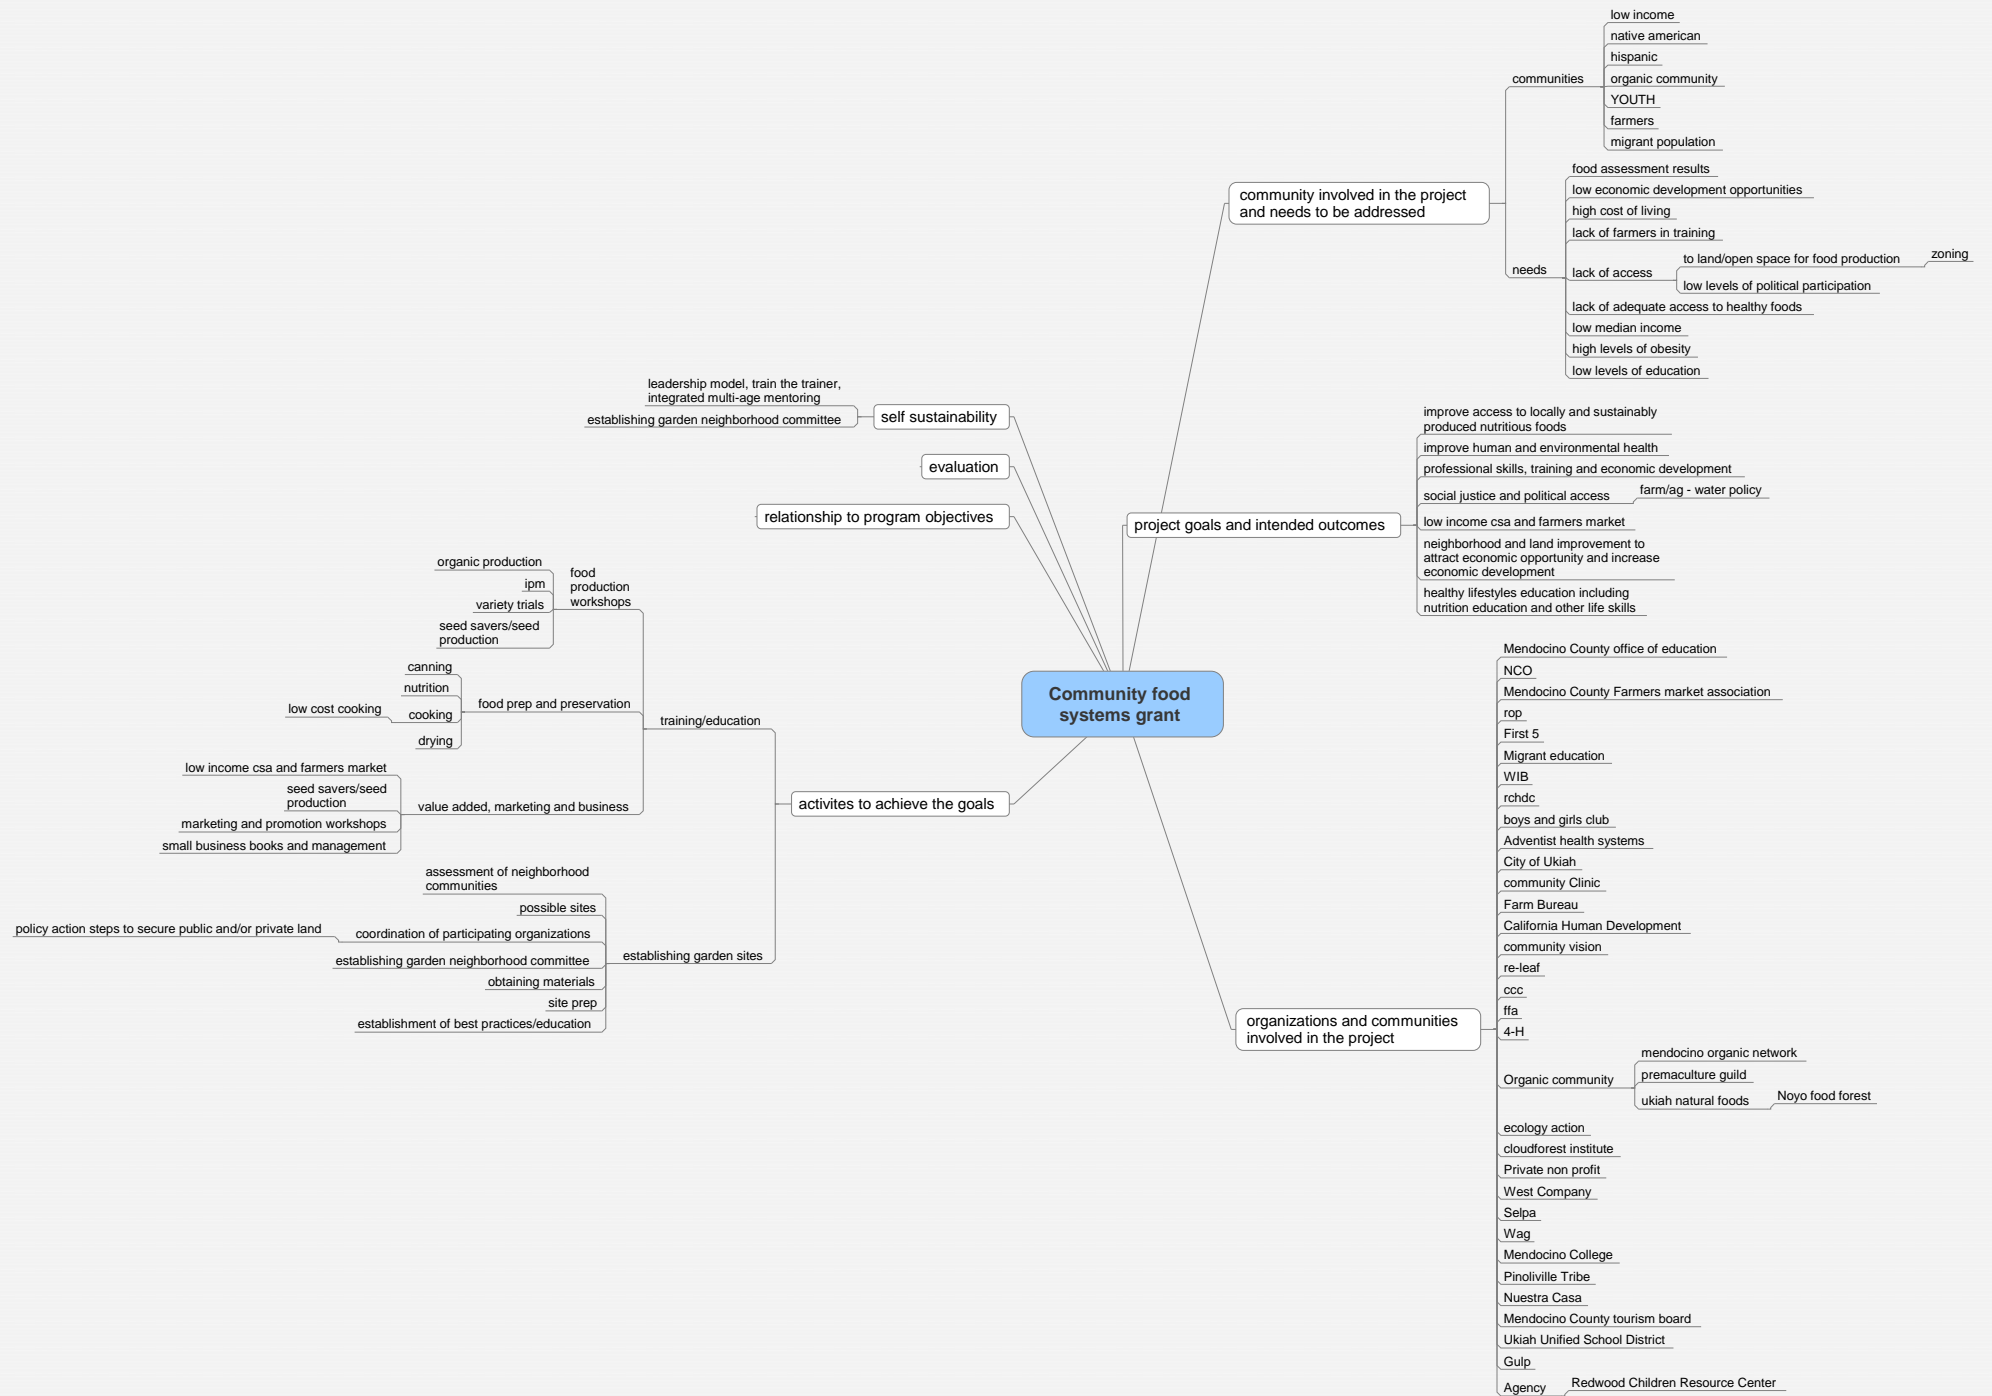 Community food
systems grant
community involved in the project
and needs to be addressed
communities
low income
native american
hispanic
organic community
YOUTH
farmers
migrant population
needs
food assessment results
low economic development opportunities
high cost of living
lack of farmers in training
lack of access
to land/open space for food production
zoning
low levels of political participation
lack of adequate access to healthy foods
low median income
high levels of obesity
low levels of education
project goals and intended outcomes
improve access to locally and sustainably
produced nutritious foods
improve human and environmental health
professional skills, training and economic development
social justice and political access
farm/ag - water policy
low income csa and farmers market
neighborhood and land improvement to
attract economic opportunity and increase
economic development
healthy lifestyles education including
nutrition education and other life skills
organizations and communities
involved in the project
Mendocino County office of education
NCO
Mendocino County Farmers market association
rop
First 5
Migrant education
WIB
rchdc
boys and girls club
Adventist health systems
City of Ukiah
community Clinic
Farm Bureau
California Human Development
community vision
re-leaf
ccc
ffa
4-H
Organic community
mendocino organic network
premaculture guild
ukiah natural foods
Noyo food forest
ecology action
cloudforest institute
Private non profit
West Company
Selpa
Wag
Mendocino College
Pinoliville Tribe
Nuestra Casa
Mendocino County tourism board
Ukiah Unified School District
Gulp
Agency
Redwood Children Resource Center
self sustainability
leadership model, train the trainer,
integrated multi-age mentoring
establishing garden neighborhood committee
evaluation
relationship to program objectives
activites to achieve the goals
training/education
food
production
workshops
organic production
ipm
variety trials
seed savers/seed
production
food prep and preservation
canning
nutrition
cooking
low cost cooking
drying
value added, marketing and business
low income csa and farmers market
seed savers/seed
production
marketing and promotion workshops
small business books and management
establishing garden sites
assessment of neighborhood
communities
possible sites
coordination of participating organizations
policy action steps to secure public and/or private land
establishing garden neighborhood committee
obtaining materials
site prep
establishment of best practices/education